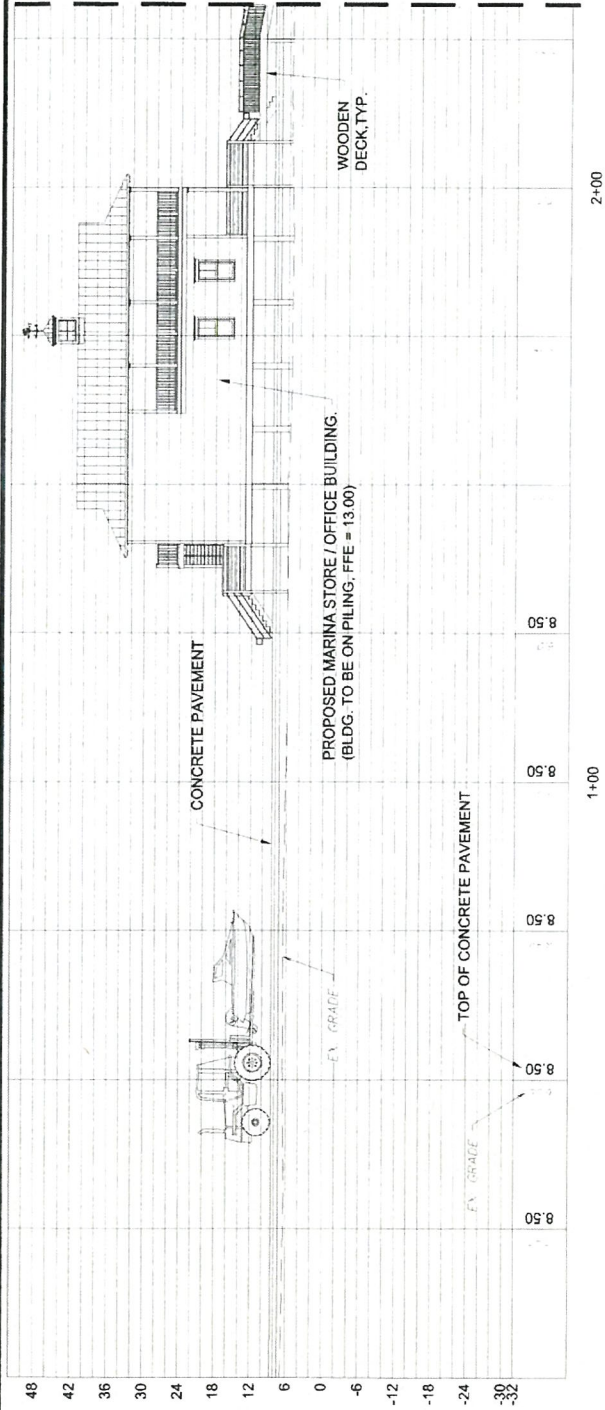 48
42
36
30
24
18
12
6
0
-6
-12
-18
-24
-30
-32
CONCRETE PAVEMENT
PROPOSED MARINA STORE / OFFICE BUILDING.
(BLDG. TO BE ON PILING, FFE = 13.00)
WOODEN
DECK,TYP.
EX. GRADE
TOP OF CONCRETE PAVEMENT
EX. GRADE
8.50
8.50
8.50
8.50
8.50
1+00
2+00